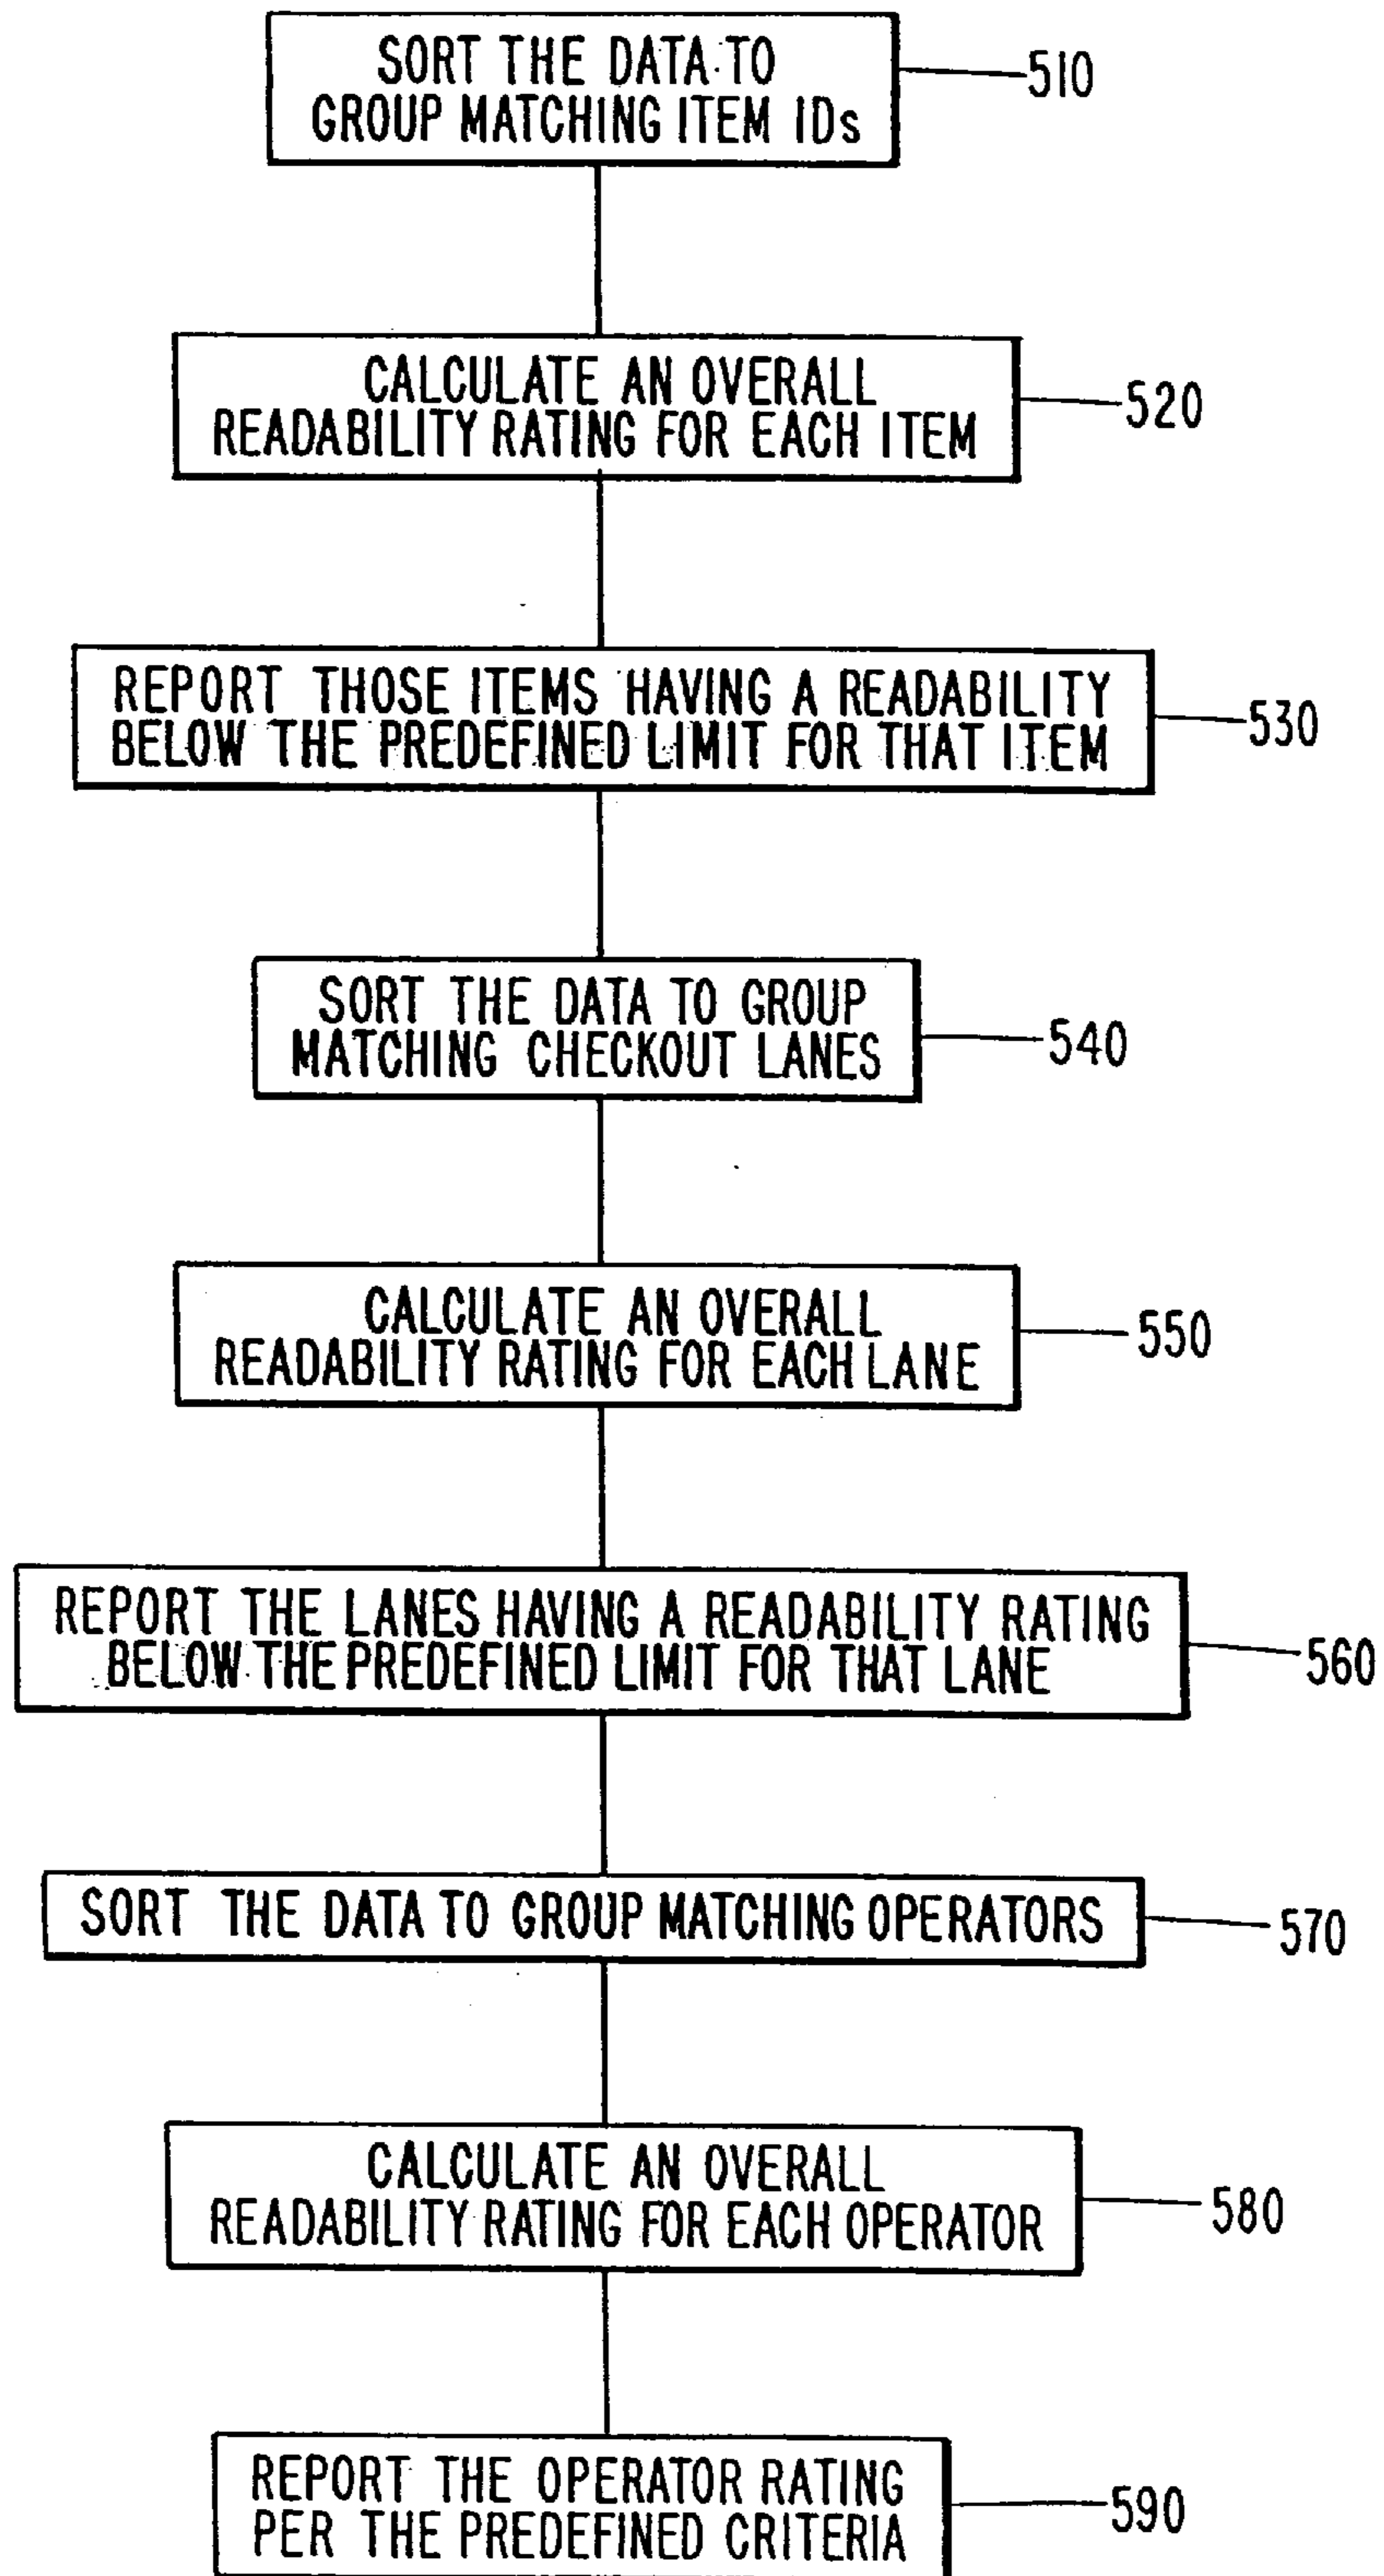 SORT THE DATA TO
GROUP MATCHING ITEM IDs
510
CALCULATE AN OVERALL
READABILITY RATING FOR EACH ITEM
520
REPORT THOSE ITEMS HAVING A READABILITY
BELOW THE PREDEFINED LIMIT FOR THAT ITEM
530
SORT THE DATA TO GROUP
MATCHING CHECKOUT LANES
540
CALCULATE AN OVERALL
READABILITY RATING FOR EACH LANE
550
REPORT THE LANES HAVING A READABILITY RATING
BELOW THE PREDEFINED LIMIT FOR THAT LANE
560
SORT THE DATA TO GROUP MATCHING OPERATORS
570
CALCULATE AN OVERALL
READABILITY RATING FOR EACH OPERATOR
580
REPORT THE OPERATOR RATING
PER THE PREDEFINED CRITERIA
590